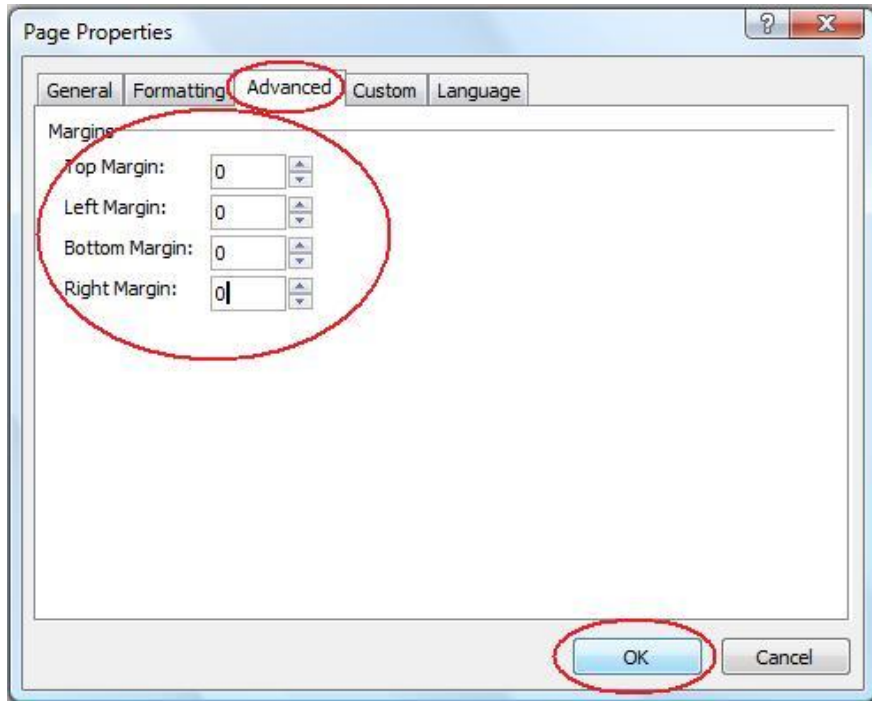 Page Properties
General Formatting Advanced Custom Language
Margins
Top Margin: 0
Left Margin: 0
Bottom Margin: 0
Right Margin: 0
OK Cancel